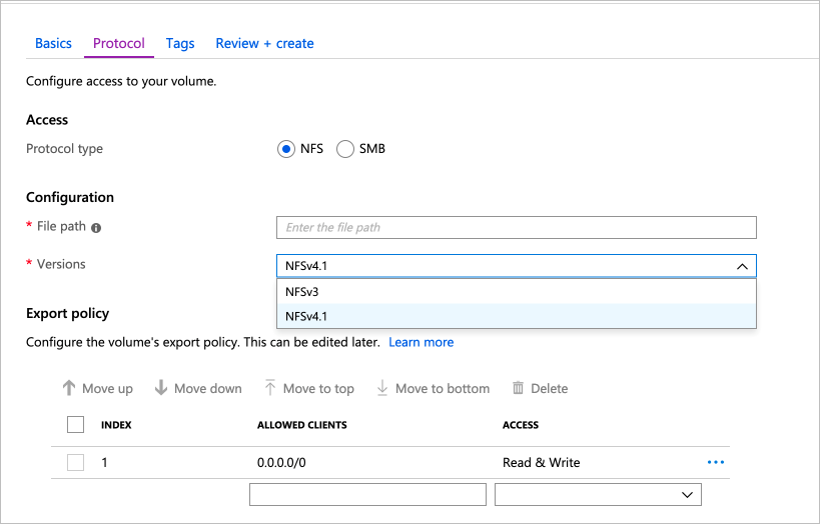 Basics Protocol Tags Review + create
Configure access to your volume.
Access
Protocol type NFS SMB
Configuration
* File path Enter the file path
* Versions NFSv4.1
NFSv3
NFSv4.1
Export policy
Configure the volume's export policy. This can be edited later. Learn more
Move up Move down Move to top Move to bottom Delete
INDEX ALLOWED CLIENTS ACCESS
1 0.0.0.0/0 Read & Write